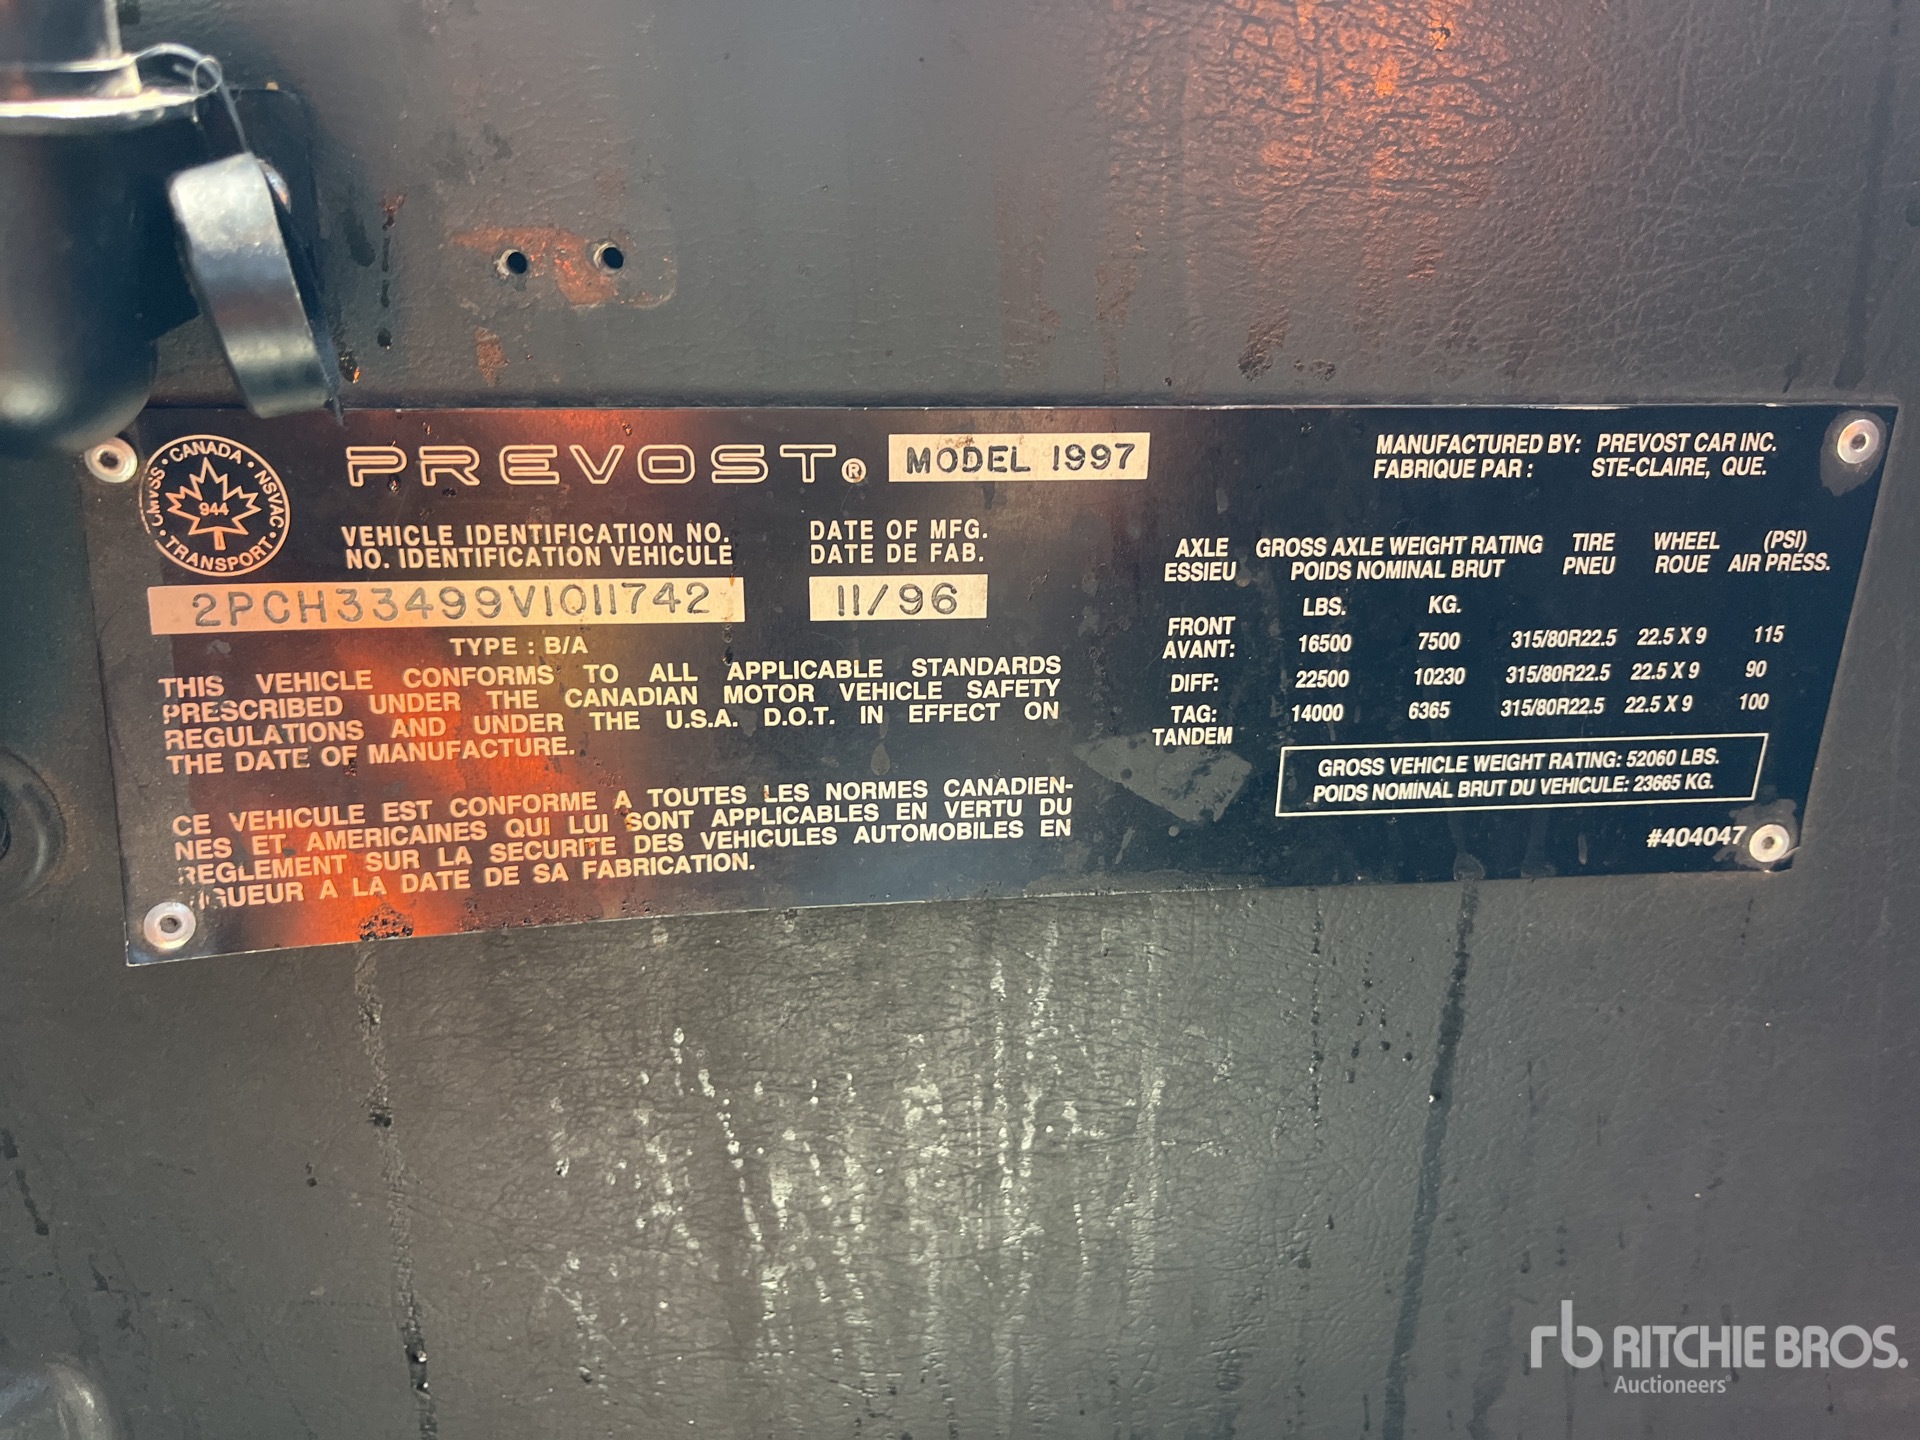 CMVSS · CANADA · NSVAC · TRANSPORT ·
944
PREVOST®
MODEL 1997
VEHICLE IDENTIFICATION NO.
NO. IDENTIFICATION VEHICULE
DATE OF MFG.
DATE DE FAB.
2PCH33499V1011742
11/96
TYPE : B/A
THIS VEHICLE CONFORMS TO ALL APPLICABLE STANDARDS
PRESCRIBED UNDER THE CANADIAN MOTOR VEHICLE SAFETY
REGULATIONS AND UNDER THE U.S.A. D.O.T. IN EFFECT ON
THE DATE OF MANUFACTURE.
CE VEHICULE EST CONFORME A TOUTES LES NORMES CANADIEN-
NES ET AMERICAINES QUI LUI SONT APPLICABLES EN VERTU DU
REGLEMENT SUR LA SECURITE DES VEHICULES AUTOMOBILES EN
VIGUEUR A LA DATE DE SA FABRICATION.
MANUFACTURED BY: PREVOST CAR INC.
FABRIQUE PAR : STE-CLAIRE, QUE.
AXLE GROSS AXLE WEIGHT RATING TIRE WHEEL (PSI)
ESSIEU POIDS NOMINAL BRUT PNEU ROUE AIR PRESS.
LBS. KG.
FRONT
AVANT: 16500 7500 315/80R22.5 22.5 X 9 115
DIFF: 22500 10230 315/80R22.5 22.5 X 9 90
TAG: 14000 6365 315/80R22.5 22.5 X 9 100
TANDEM
GROSS VEHICLE WEIGHT RATING: 52060 LBS.
POIDS NOMINAL BRUT DU VEHICULE: 23665 KG.
#404047
rb RITCHIE BROS.
Auctioneers